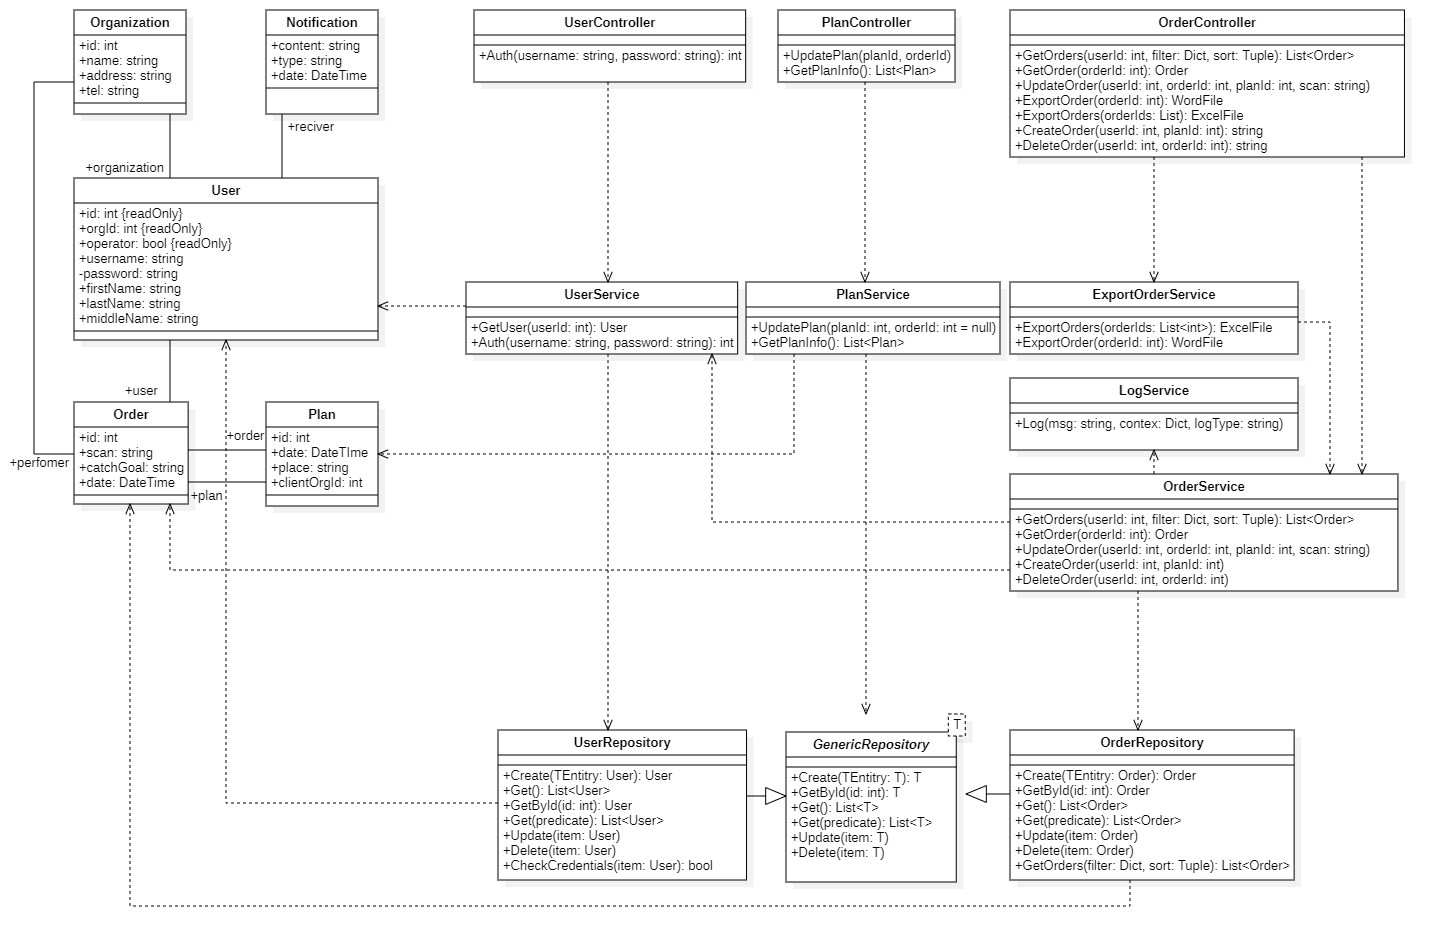 Organization
+id: int
+name: string
+address: string
+tel: string
Notification
+content: string
+type: string
+date: DateTime
UserController
+Auth(username: string, password: string): int
PlanController
+UpdatePlan(planId, orderId)
+GetPlanInfo(): List<Plan>
OrderController
+GetOrders(userId: int, filter: Dict, sort: Tuple): List<Order>
+GetOrder(orderId: int): Order
+UpdateOrder(userId: int, orderId: int, planId: int, scan: string)
+ExportOrder(orderId: int): WordFile
+ExportOrders(orderIds: List): ExcelFile
+CreateOrder(userId: int, planId: int): string
+DeleteOrder(userId: int, orderId: int): string
+reciver
+organization
User
+id: int {readOnly}
+orgId: int {readOnly}
+operator: bool {readOnly}
+username: string
-password: string
+firstName: string
+lastName: string
+middleName: string
UserService
+GetUser(userId: int): User
+Auth(username: string, password: string): int
PlanService
+UpdatePlan(planId: int, orderId: int = null)
+GetPlanInfo(): List<Plan>
ExportOrderService
+ExportOrders(orderIds: List<int>): ExcelFile
+ExportOrder(orderId: int): WordFile
LogService
+Log(msg: string, contex: Dict, logType: string)
+user
Order
+id: int
+scan: string
+catchGoal: string
+date: DateTime
+order
+plan
+perfomer
Plan
+id: int
+date: DateTIme
+place: string
+clientOrgId: int
OrderService
+GetOrders(userId: int, filter: Dict, sort: Tuple): List<Order>
+GetOrder(orderId: int): Order
+UpdateOrder(userId: int, orderId: int, planId: int, scan: string)
+CreateOrder(userId: int, planId: int)
+DeleteOrder(userId: int, orderId: int)
UserRepository
+Create(TEntity: User): User
+Get(): List<User>
+GetById(id: int): User
+Get(predicate): List<User>
+Update(item: User)
+Delete(item: User)
+CheckCredentials(item: User): bool
T
GenericRepository
+Create(TEntity: T): T
+GetById(id: int): T
+Get(): List<T>
+Get(predicate): List<T>
+Update(item: T)
+Delete(item: T)
OrderRepository
+Create(TEntity: Order): Order
+GetById(id: int): Order
+Get(): List<Order>
+Get(predicate): List<Order>
+Update(item: Order)
+Delete(item: Order)
+GetOrders(filter: Dict, sort: Tuple): List<Order>